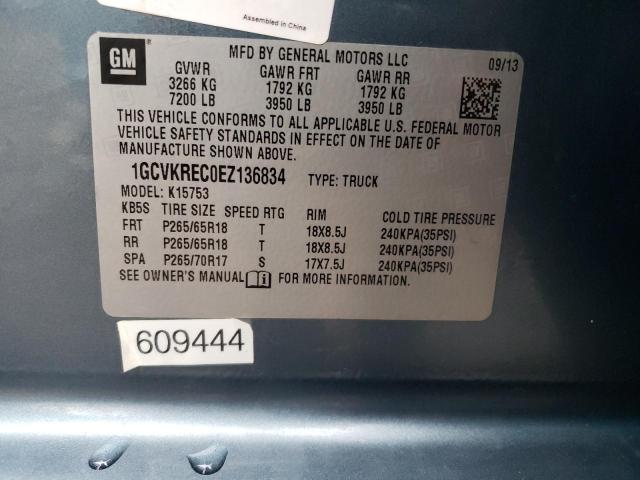 Assembled in China
GM
MFD BY GENERAL MOTORS LLC
GVWR GAWR FRT GAWR RR 09/13
3266 KG 1792 KG 1792 KG
7200 LB 3950 LB 3950 LB
THIS VEHICLE CONFORMS TO ALL APPLICABLE U.S. FEDERAL MOTOR
VEHICLE SAFETY STANDARDS IN EFFECT ON THE DATE OF
MANUFACTURE SHOWN ABOVE.
1GCVKREC0EZ136834 TYPE: TRUCK
MODEL: K15753
KB5S TIRE SIZE SPEED RTG RIM COLD TIRE PRESSURE
FRT P265/65R18 T 18X8.5J 240KPA(35PSI)
RR P265/65R18 T 18X8.5J 240KPA(35PSI)
SPA P265/70R17 S 17X7.5J 240KPA(35PSI)
SEE OWNER'S MANUAL FOR MORE INFORMATION.
609444